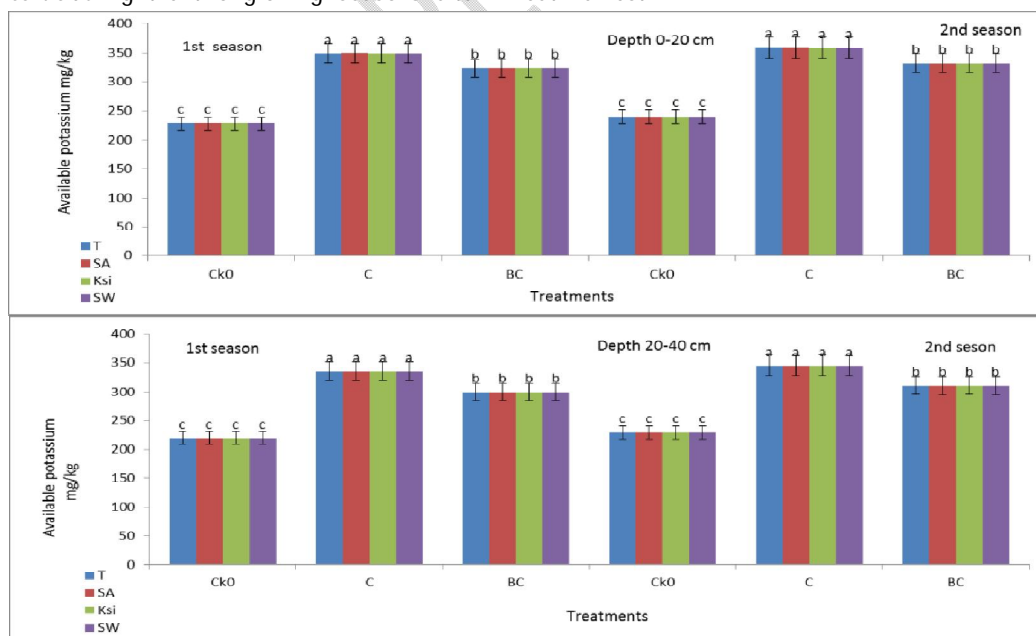 400
350
300
250
200
150
100
50
0
Available potassium mg/kg
1st season
Depth 0-20 cm
2nd season
c c c c a a a a b b b b c c c c a a a a b b b b
T
SA
Ksi
SW
Ck0 C BC Ck0 C BC
Treatments
400
350
300
250
200
150
100
50
0
Available potassium
mg/kg
1st season
Depth 20-40 cm
2nd seson
c c c c a a a a b b b b c c c c a a a a b b b b
T
SA
Ksi
SW
Ck0 C BC Ck0 C BC
Treatments